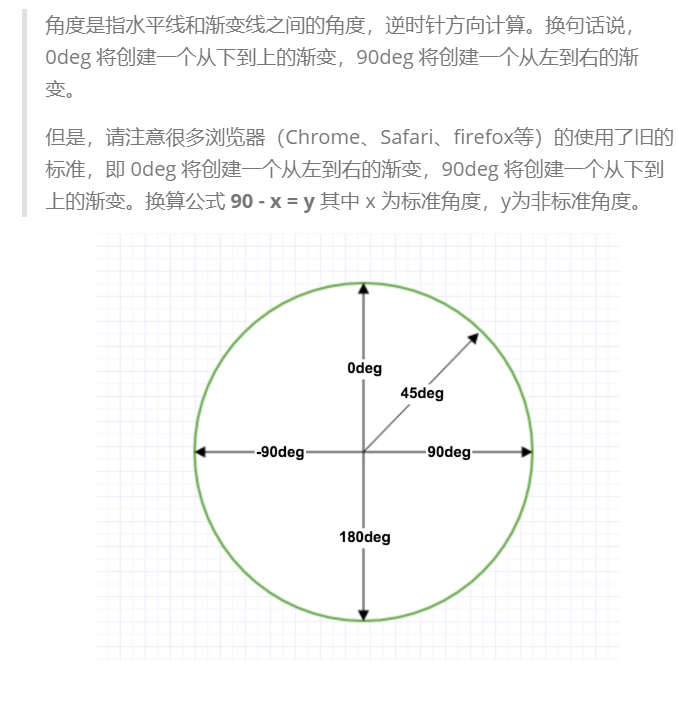 角度是指水平线和渐变线之间的角度，逆时针方向计算。换句话说，
0deg 将创建一个从下到上的渐变，90deg 将创建一个从左到右的渐
变。
但是，请注意很多浏览器（Chrome、Safari、firefox等）的使用了旧的
标准，即 0deg 将创建一个从左到右的渐变，90deg 将创建一个从下到
上的渐变。换算公式 90 - x = y 其中 x 为标准角度，y为非标准角度。
0deg
45deg
-90deg
90deg
180deg